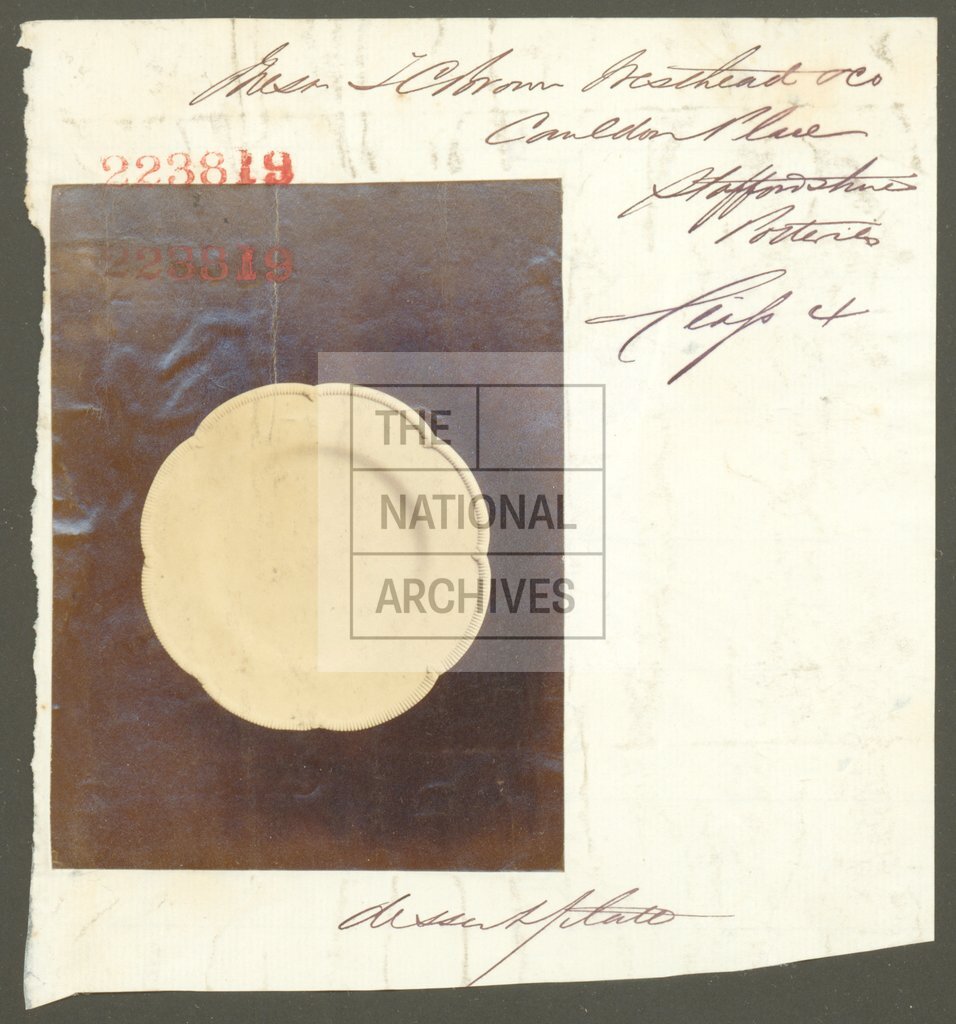 Messrs T C Brown Westhead & Co
Cauldon Place
Staffordshire
Potteries
223819
223819
Class 4
THE
NATIONAL
ARCHIVES
dessert plate